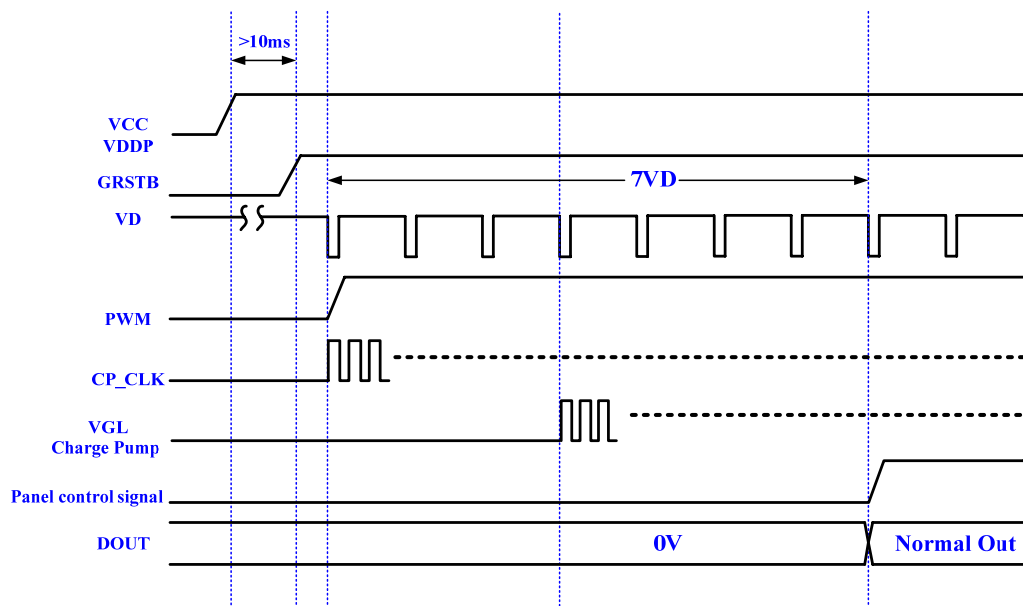 >10ms
VCC
VDDP
GRSTB
7VD
VD
PWM
CP_CLK
VGL
Charge Pump
Panel control signal
DOUT
0V
Normal Out